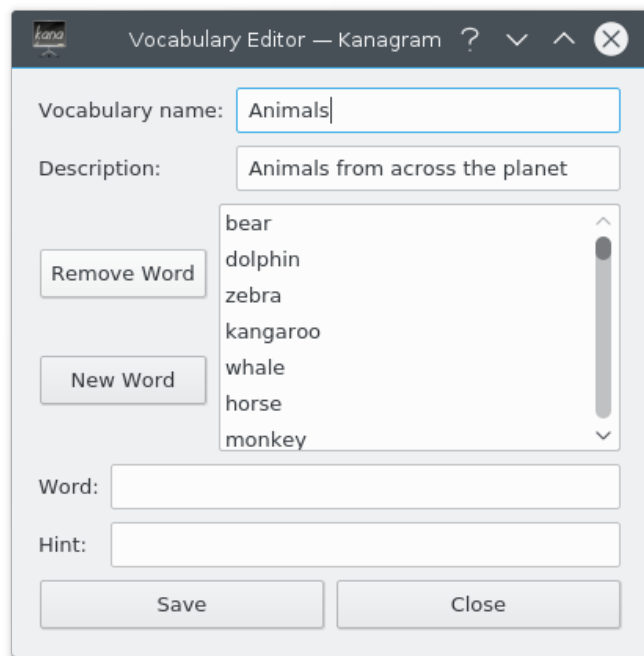 kana
Vocabulary Editor — Kanagram
Vocabulary name: Animals
Description: Animals from across the planet
bear
dolphin
Remove Word
zebra
kangaroo
whale
New Word
horse
monkey
Word:
Hint:
Save Close